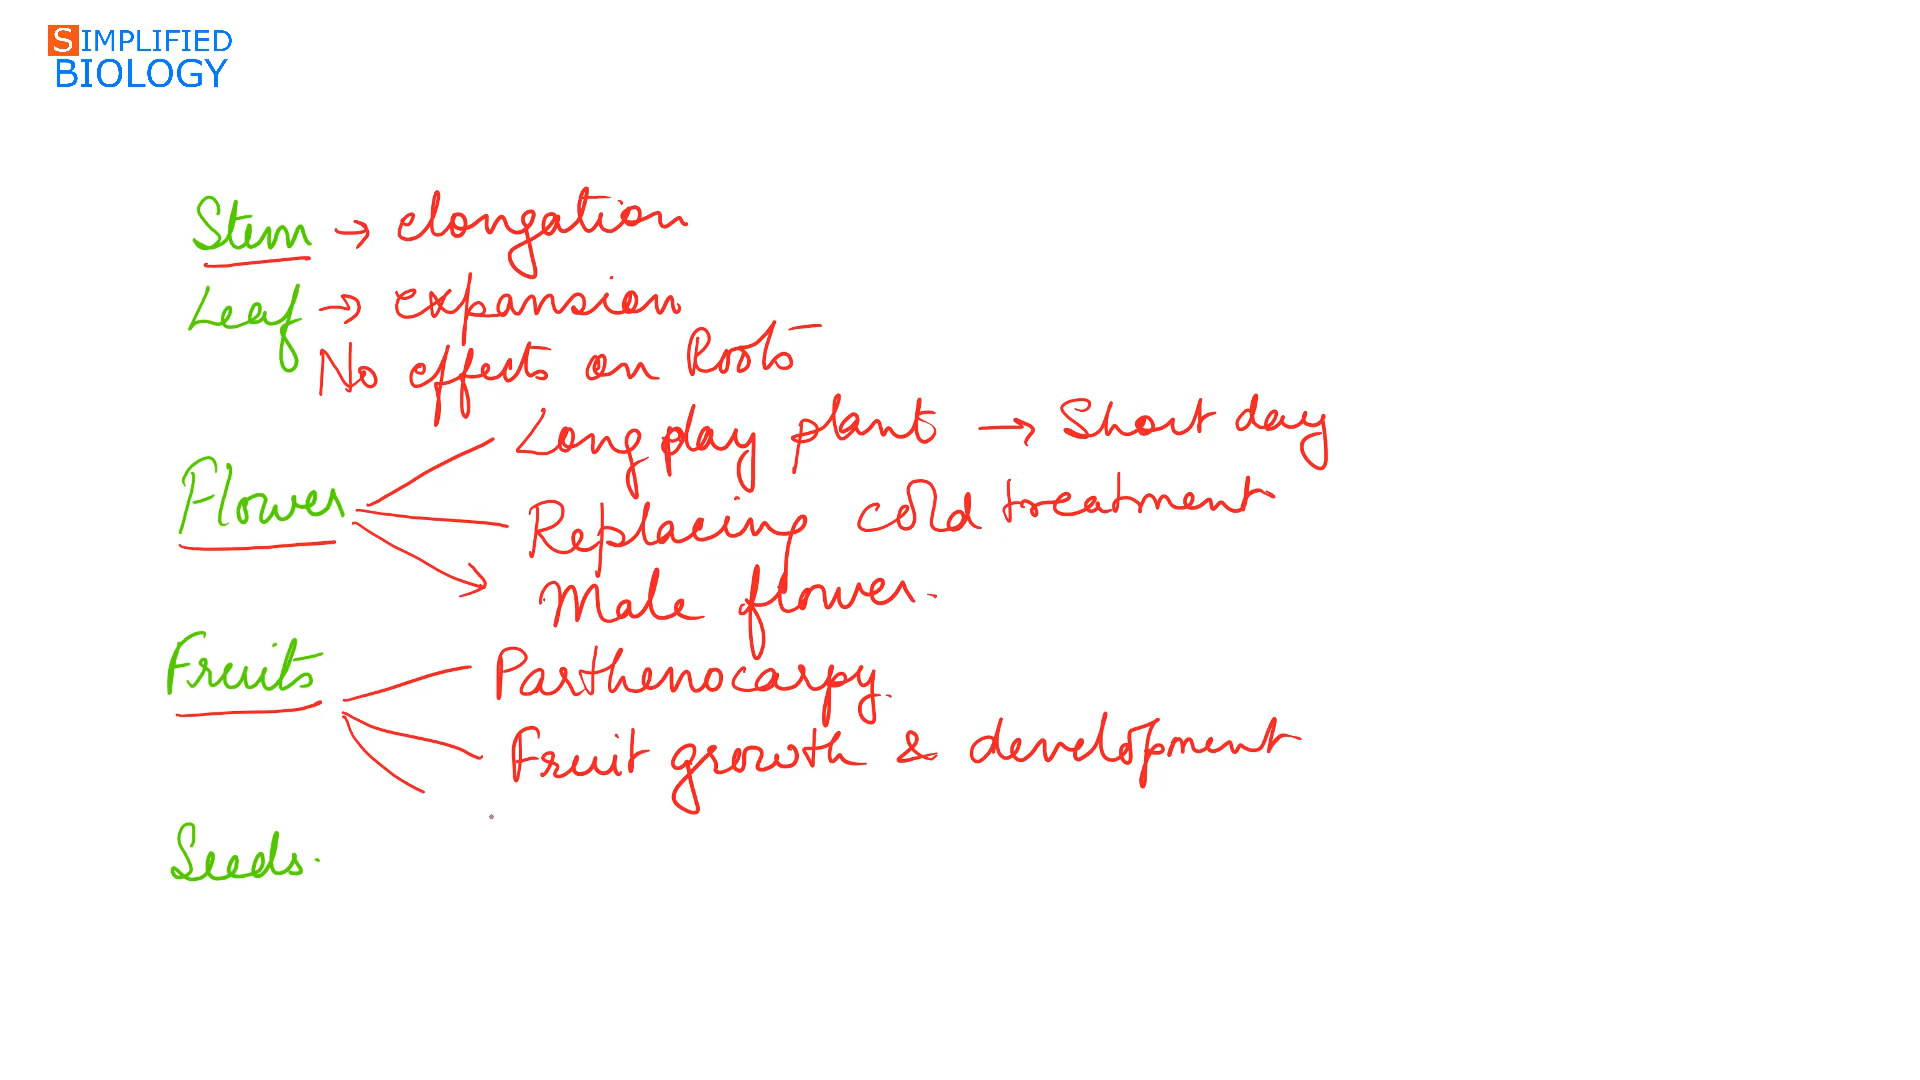 SIMPLIFIED
BIOLOGY
Stem → elongation
Leaf → expansion
No effects on Roots
Flower
Long day plant → Short day
Replacing cold treatment
Male flower.
Fruits
Parthenocarpy.
Fruit growth & development
Seeds.